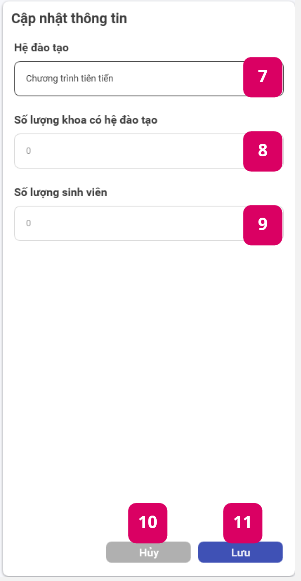 Cập nhật thông tin
Hệ đào tạo
Chương trình tiên tiến
7
Số lượng khoa có hệ đào tạo
0
8
Số lượng sinh viên
0
9
10
11
Hủy
Lưu